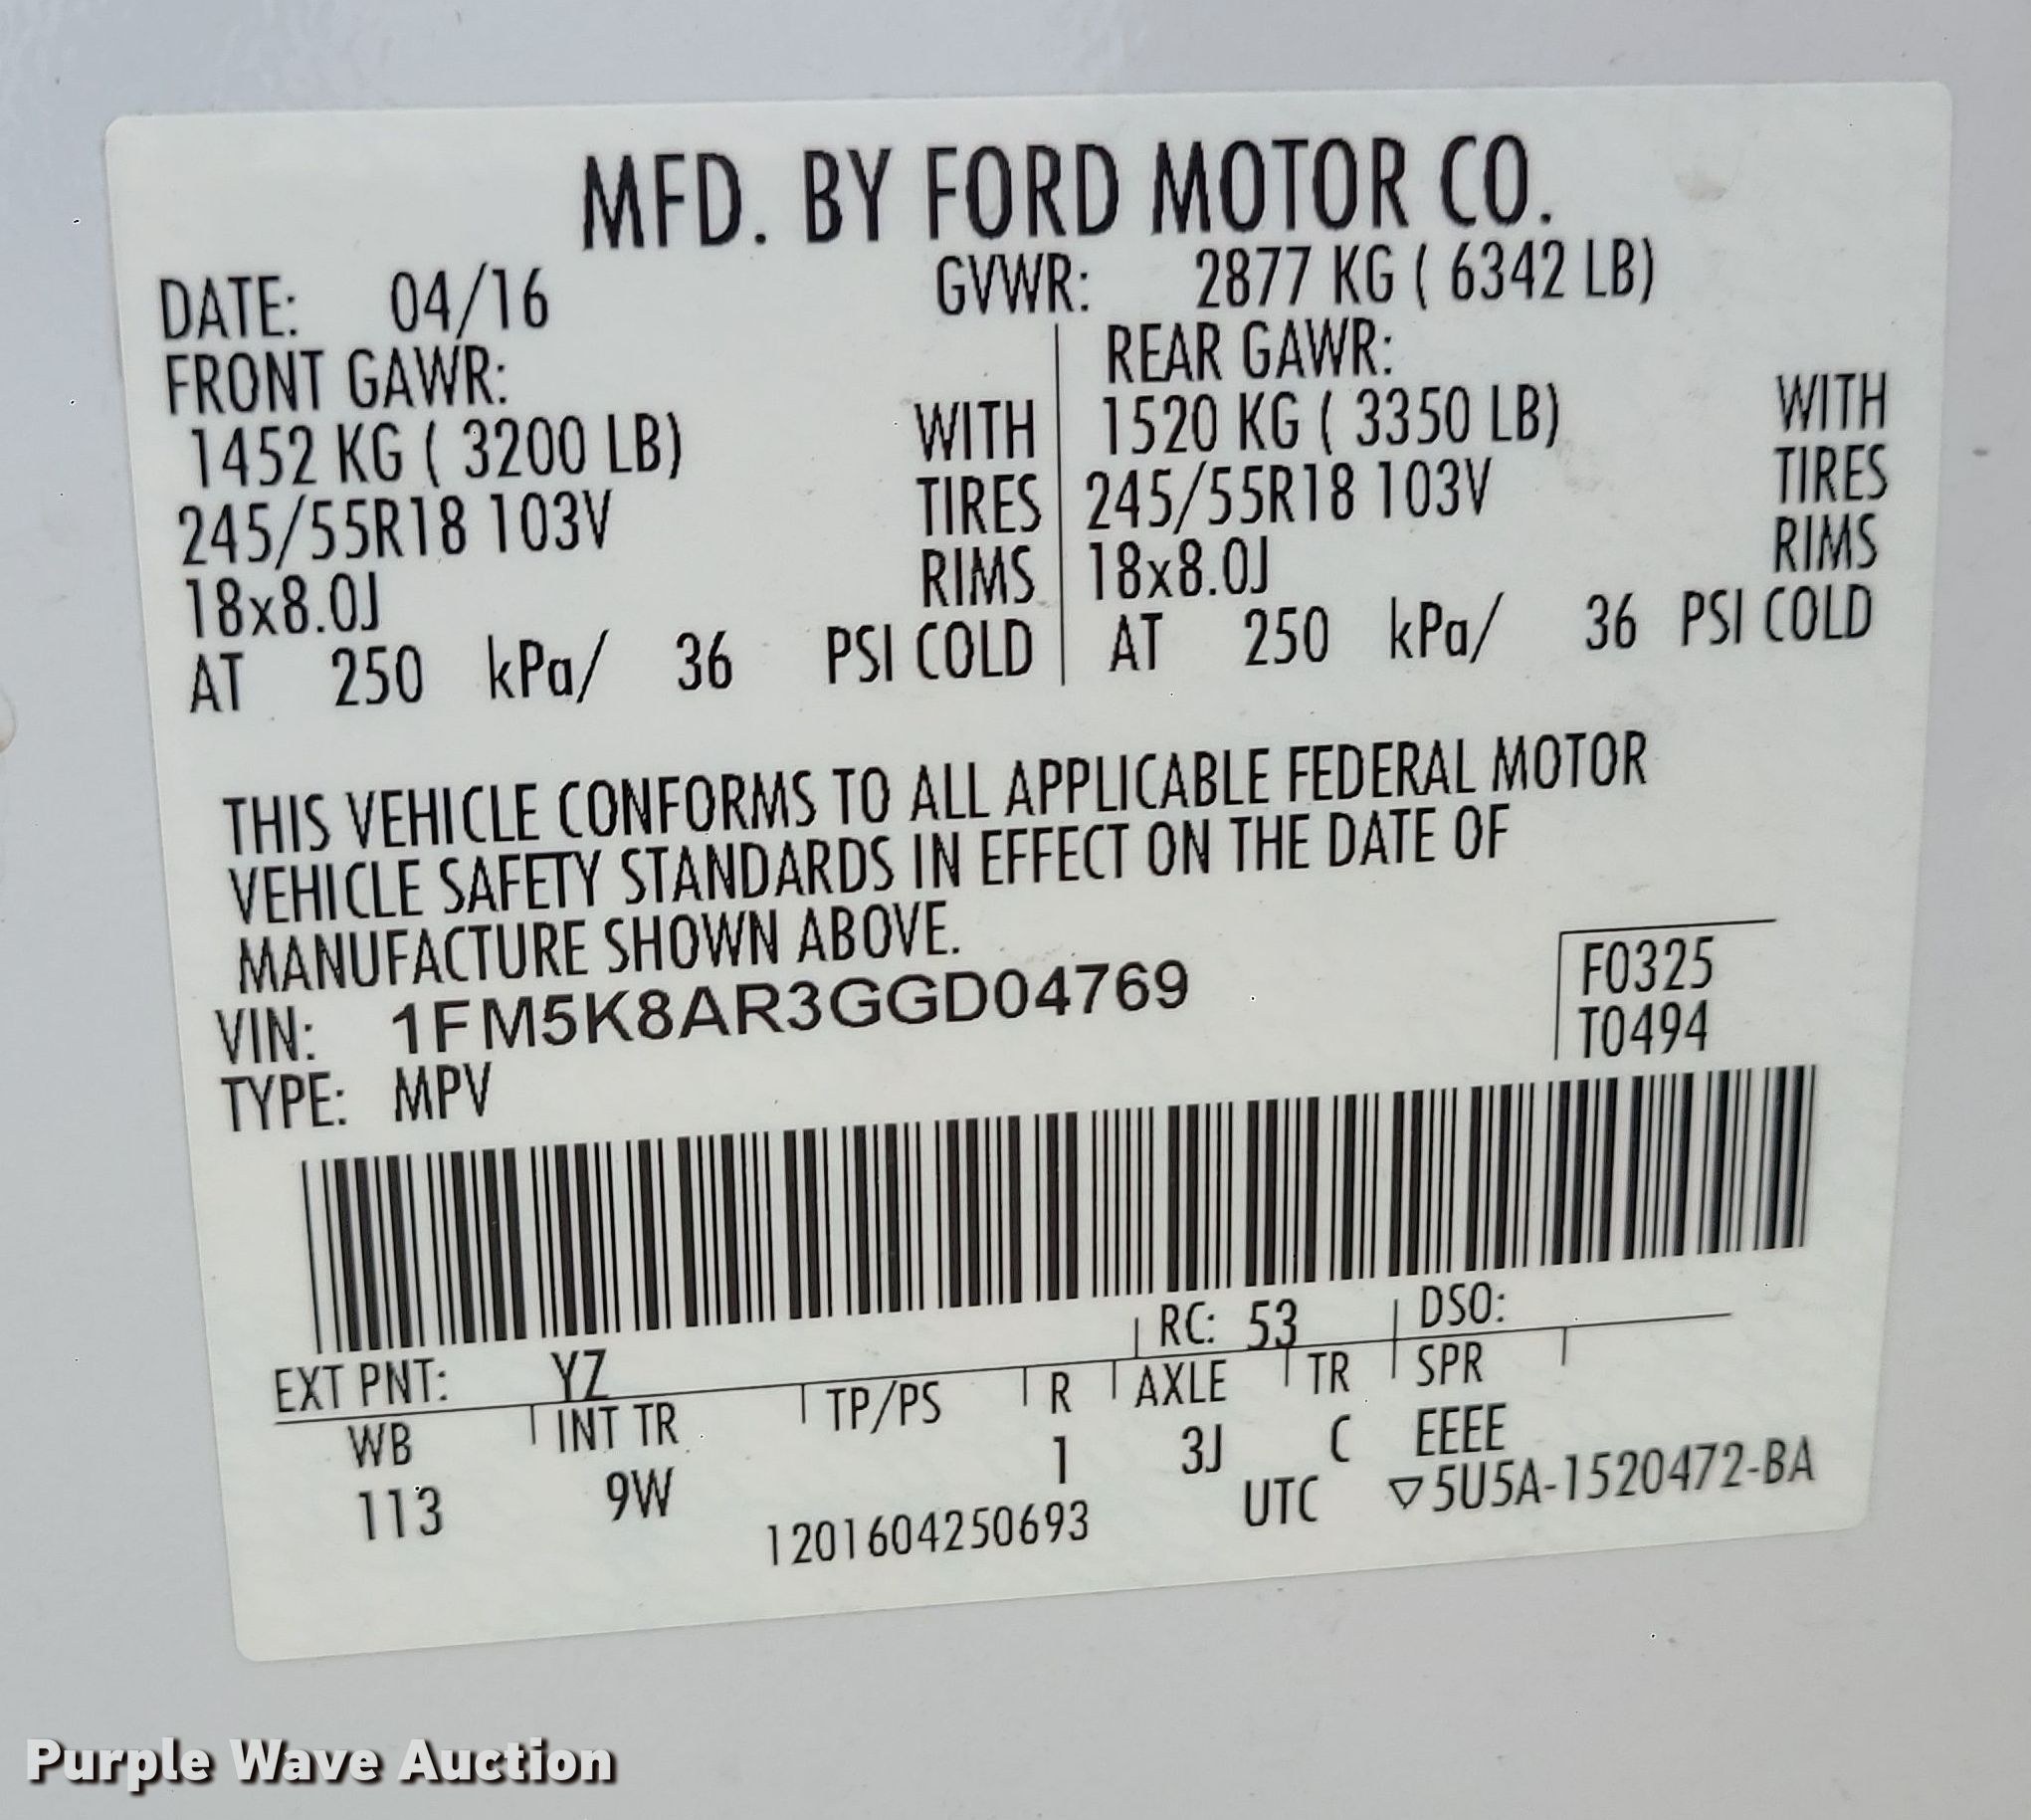 MFD. BY FORD MOTOR CO.
DATE: 04/16 GVWR: 2877 KG ( 6342 LB)
FRONT GAWR: REAR GAWR:
1452 KG ( 3200 LB) WITH 1520 KG ( 3350 LB) WITH
245/55R18 103V TIRES 245/55R18 103V TIRES
18x8.0J RIMS 18x8.0J RIMS
AT 250 kPa/ 36 PSI COLD AT 250 kPa/ 36 PSI COLD
THIS VEHICLE CONFORMS TO ALL APPLICABLE FEDERAL MOTOR
VEHICLE SAFETY STANDARDS IN EFFECT ON THE DATE OF
MANUFACTURE SHOWN ABOVE.
F0325
VIN: 1FM5K8AR3GGD04769
T0494
TYPE: MPV
RC: 53 DSO:
EXT PNT: YZ
WB INT TR TP/PS R AXLE TR SPR
113 9W 1 3J C EEEE
1201604250693 UTC ▽5U5A-1520472-BA
Purple Wave Auction